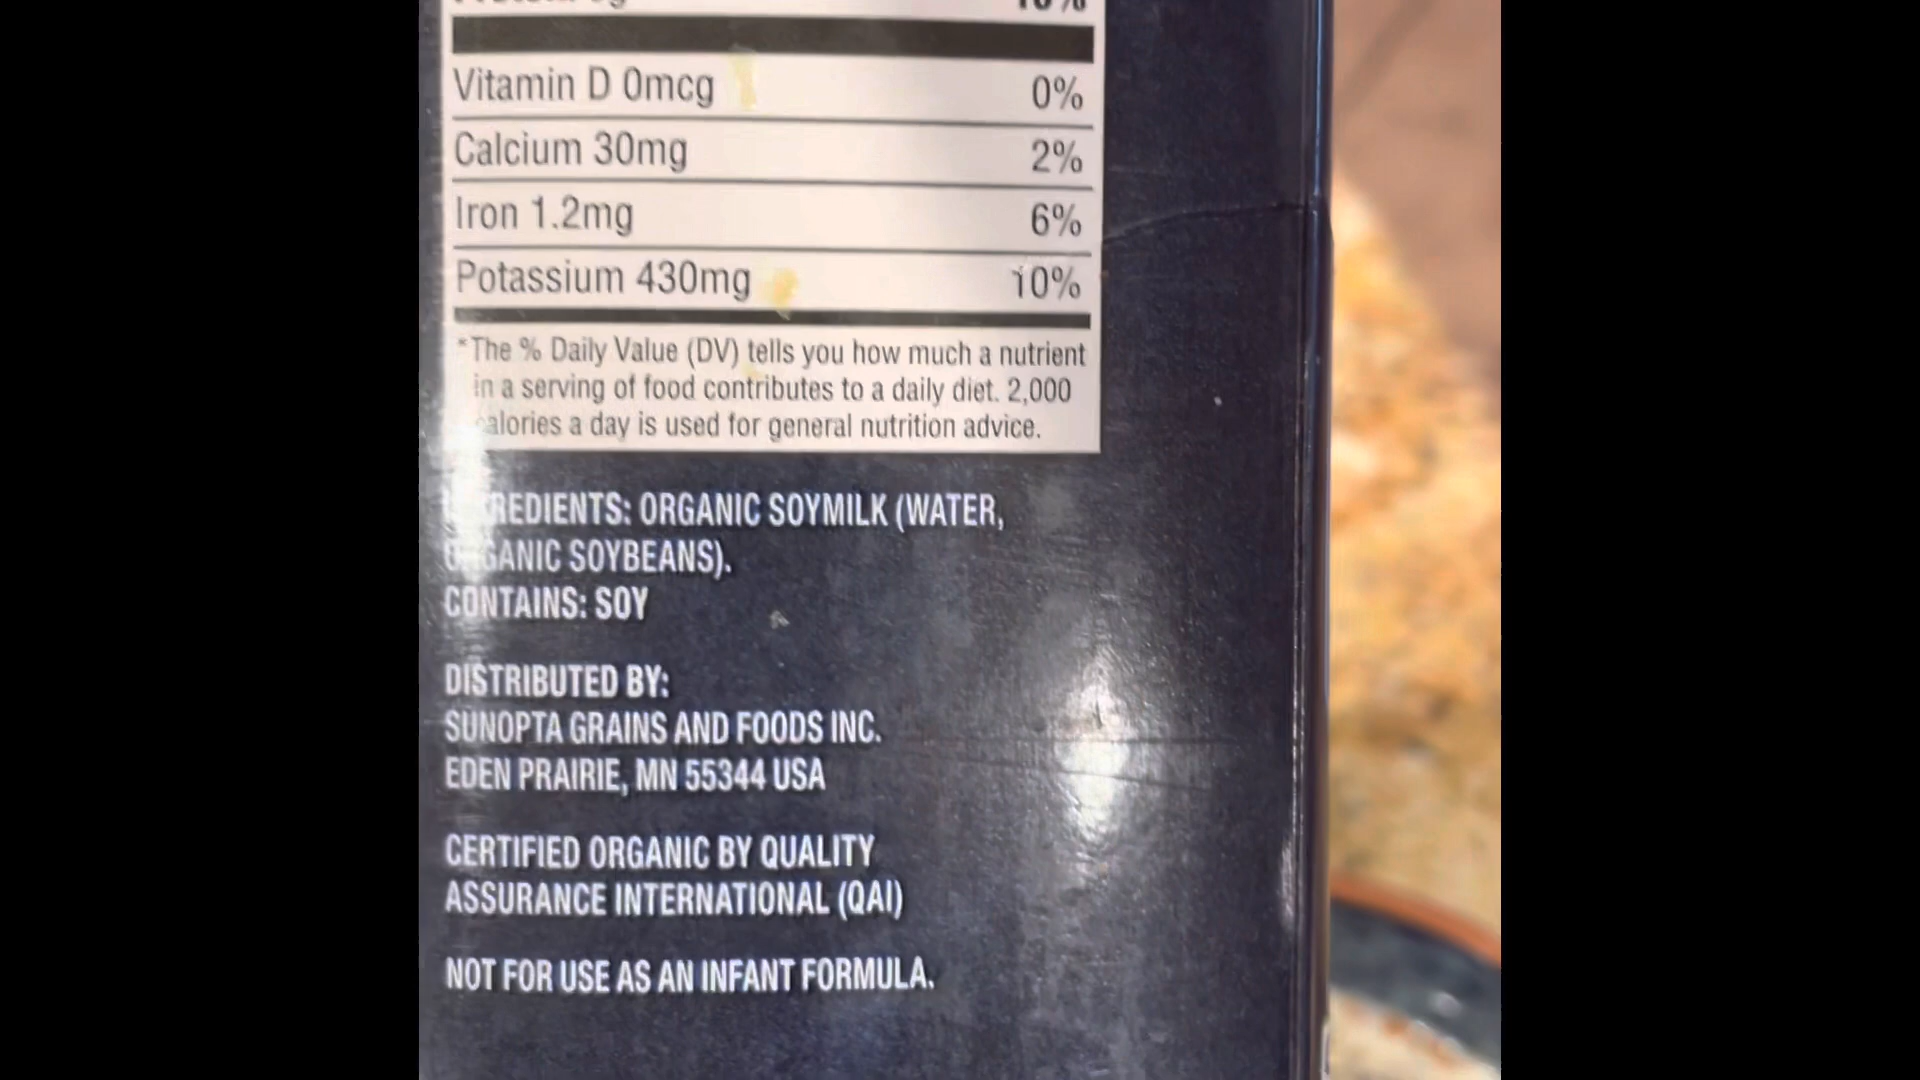 Vitamin D 0mcg 0%
Calcium 30mg 2%
Iron 1.2mg 6%
Potassium 430mg 10%
*The % Daily Value (DV) tells you how much a nutrient
in a serving of food contributes to a daily diet. 2,000
calories a day is used for general nutrition advice.
INGREDIENTS: ORGANIC SOYMILK (WATER,
ORGANIC SOYBEANS).
CONTAINS: SOY
DISTRIBUTED BY:
SUNOPTA GRAINS AND FOODS INC.
EDEN PRAIRIE, MN 55344 USA
CERTIFIED ORGANIC BY QUALITY
ASSURANCE INTERNATIONAL (QAI)
NOT FOR USE AS AN INFANT FORMULA.